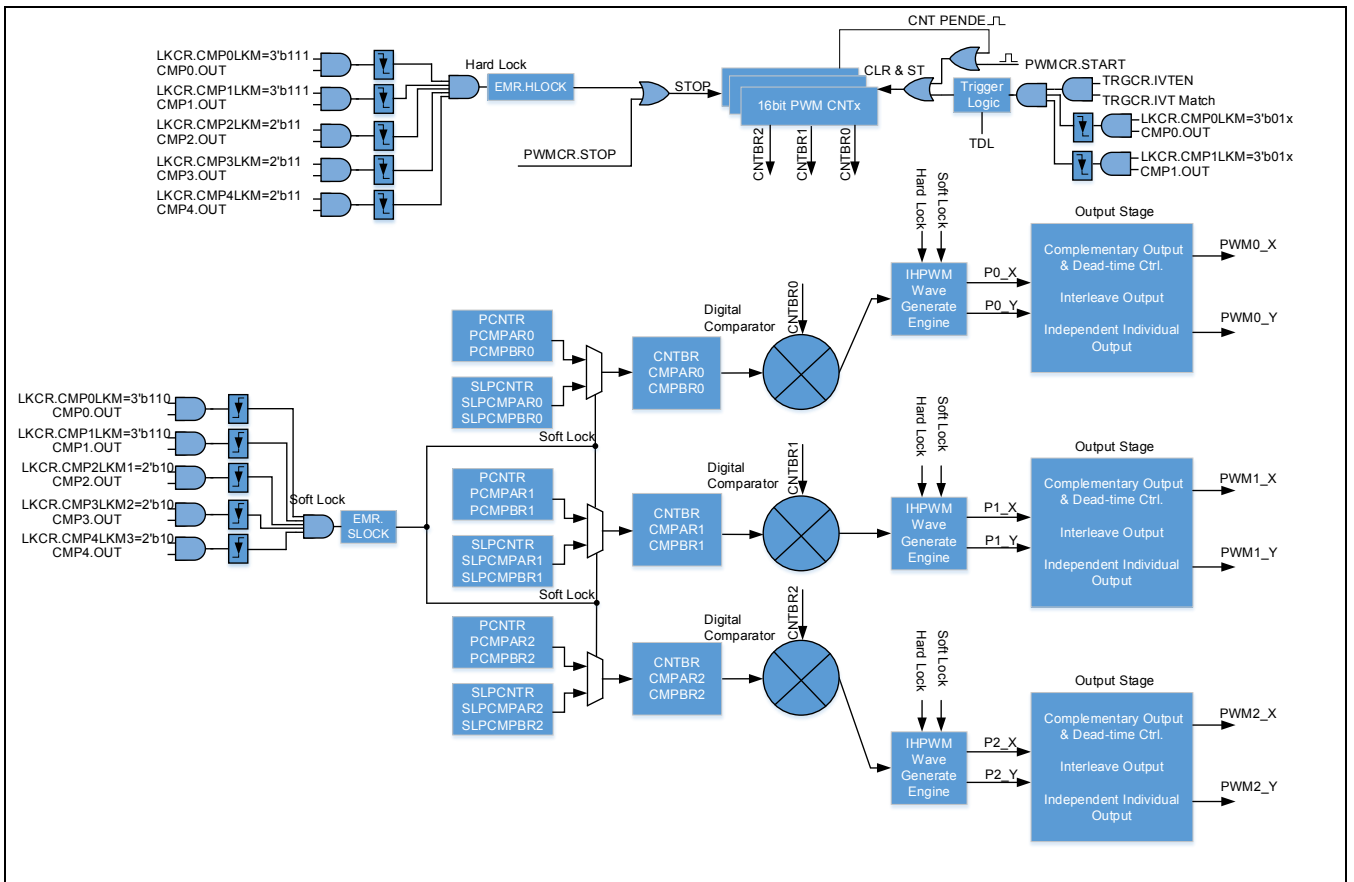 CNT PENDE
LKCR.CMP0LKM=3'b111
CMP0.OUT
LKCR.CMP1LKM=3'b111
CMP1.OUT
LKCR.CMP2LKM=2'b11
CMP2.OUT
LKCR.CMP3LKM=2'b11
CMP3.OUT
LKCR.CMP4LKM=2'b11
CMP4.OUT
Hard Lock
EMR.HLOCK
PWMCR.STOP
STOP
16bit PWM CNTx
CNTBR2
CNTBR1
CNTBR0
CLR & ST
PWMCR.START
Trigger
Logic
TDL
TRGCR.IVTEN
TRGCR.IVT Match
LKCR.CMP0LKM=3'b01x
CMP0.OUT
LKCR.CMP1LKM=3'b01x
CMP1.OUT
LKCR.CMP0LKM=3'b110
CMP0.OUT
LKCR.CMP1LKM=3'b110
CMP1.OUT
LKCR.CMP2LKM1=2'b10
CMP2.OUT
LKCR.CMP3LKM2=2'b10
CMP3.OUT
LKCR.CMP4LKM3=2'b10
CMP4.OUT
Soft Lock
EMR.
SLOCK
PCNTR
PCMPAR0
PCMPBR0
SLPCNTR
SLPCMPAR0
SLPCMPBR0
Soft Lock
CNTBR
CMPAR0
CMPBR0
Digital
Comparator
CNTBR0
Hard Lock
Soft Lock
IHPWM
Wave
Generate
Engine
P0_X
P0_Y
Output Stage
Complementary Output
& Dead-time Ctrl.
Interleave Output
Independent Individual
Output
PWM0_X
PWM0_Y
PCNTR
PCMPAR1
PCMPBR1
SLPCNTR
SLPCMPAR1
SLPCMPBR1
Soft Lock
CNTBR
CMPAR1
CMPBR1
Digital
Comparator
CNTBR1
Hard Lock
Soft Lock
IHPWM
Wave
Generate
Engine
P1_X
P1_Y
Output Stage
Complementary Output
& Dead-time Ctrl.
Interleave Output
Independent Individual
Output
PWM1_X
PWM1_Y
PCNTR
PCMPAR2
PCMPBR2
SLPCNTR
SLPCMPAR2
SLPCMPBR2
CNTBR
CMPAR2
CMPBR2
Digital
Comparator
CNTBR2
Hard Lock
Soft Lock
IHPWM
Wave
Generate
Engine
P2_X
P2_Y
Output Stage
Complementary Output
& Dead-time Ctrl.
Interleave Output
Independent Individual
Output
PWM2_X
PWM2_Y